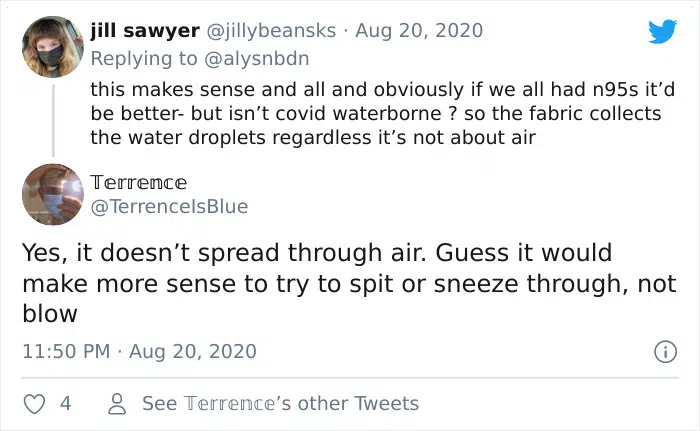 jill sawyer @jillybeansks · Aug 20, 2020
Replying to @alysnbdn
this makes sense and all and obviously if we all had n95s it’d
be better- but isn’t covid waterborne ? so the fabric collects
the water droplets regardless it’s not about air
𝕋𝕖𝕣𝕣𝕖𝕟𝕔𝕖
@TerrenceIsBlue
Yes, it doesn’t spread through air. Guess it would
make more sense to try to spit or sneeze through, not
blow
11:50 PM · Aug 20, 2020
4
See 𝕋𝕖𝕣𝕣𝕖𝕟𝕔𝕖’s other Tweets